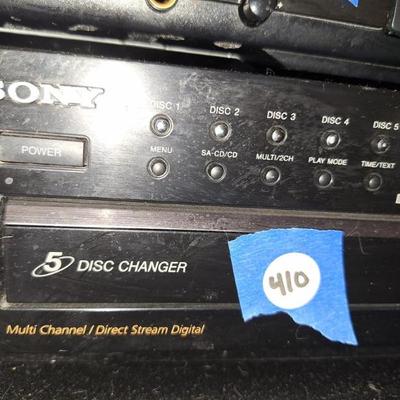 SONY
DISC 1 DISC 2 DISC 3 DISC 4 DISC 5
POWER
MENU SA-CD/CD MULTI/2CH PLAY MODE TIME/TEXT
5 DISC CHANGER
410
Multi Channel / Direct Stream Digital